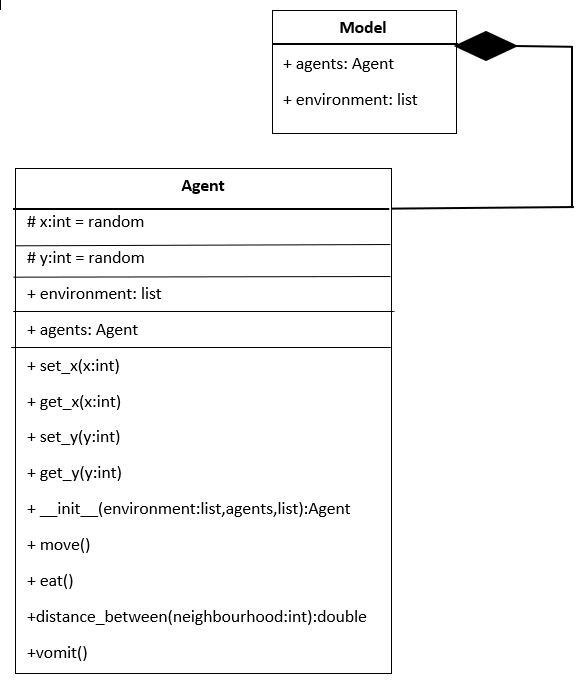 Model
+ agents: Agent
+ environment: list
Agent
# x:int = random
# y:int = random
+ environment: list
+ agents: Agent
+ set_x(x:int)
+ get_x(x:int)
+ set_y(y:int)
+ get_y(y:int)
+ __init__(environment:list,agents,list):Agent
+ move()
+ eat()
+distance_between(neighbourhood:int):double
+vomit()